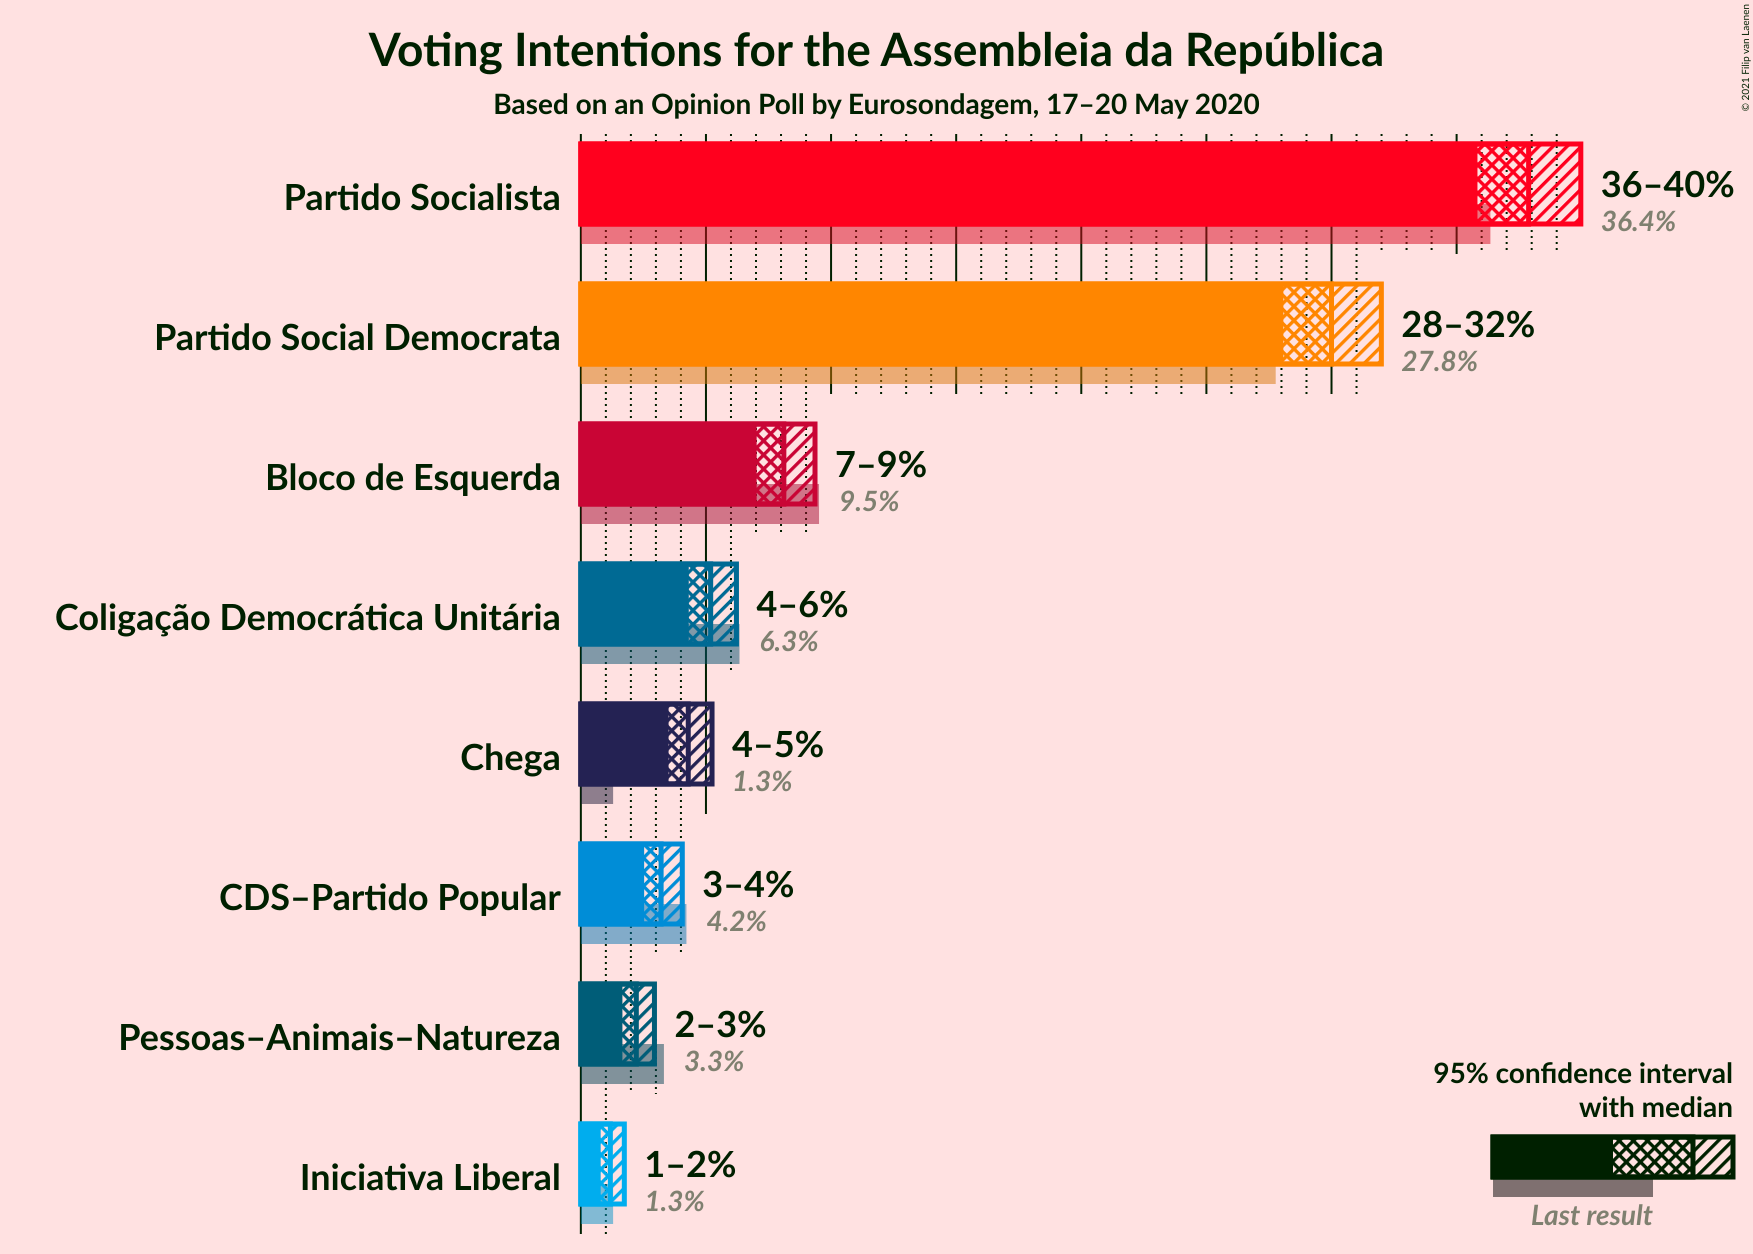 Voting Intentions for the Assembleia da República
Based on an Opinion Poll by Eurosondagem, 17–20 May 2020
© 2021 Filip van Laenen
Partido Socialista
36–40%
36.4%
Partido Social Democrata
28–32%
27.8%
Bloco de Esquerda
7–9%
9.5%
Coligação Democrática Unitária
4–6%
6.3%
Chega
4–5%
1.3%
CDS–Partido Popular
3–4%
4.2%
Pessoas–Animais–Natureza
2–3%
3.3%
Iniciativa Liberal
1–2%
1.3%
95% confidence interval
with median
Last result